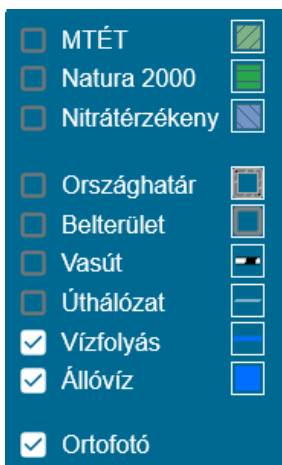 MTÉT
Natura 2000
Nitrátérzékeny
Országhatár
Belterület
Vasút
Úthálózat
Vízfolyás
Állóvíz
Ortofotó